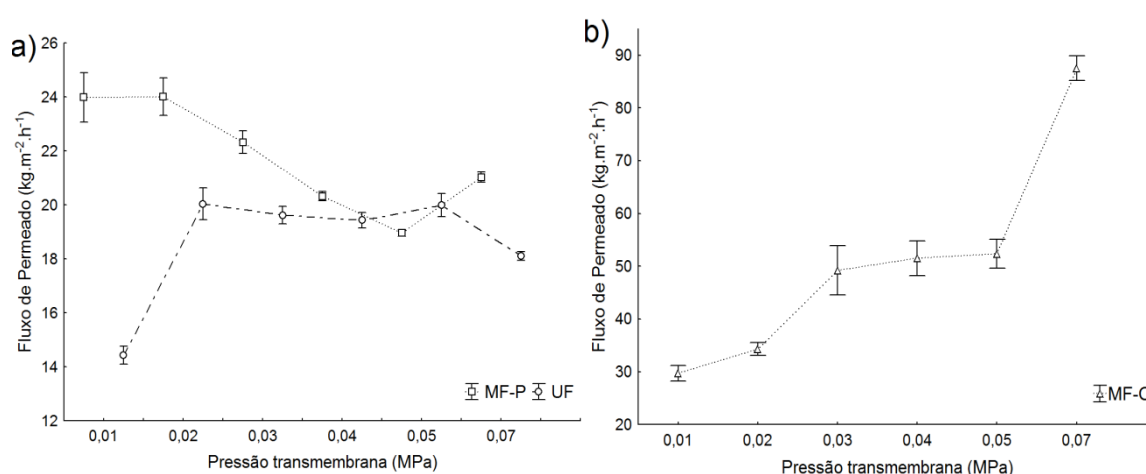 a)
Fluxo de Permeado (kg.m⁻².h⁻¹)
26
24
22
20
18
16
14
12
MF-P UF
0,01 0,02 0,03 0,04 0,05 0,07
Pressão transmembrana (MPa)
b)
Fluxo de Permeado (kg.m⁻².h⁻¹)
90
80
70
60
50
40
30
20
MF-C
0,01 0,02 0,03 0,04 0,05 0,07
Pressão transmembrana (MPa)